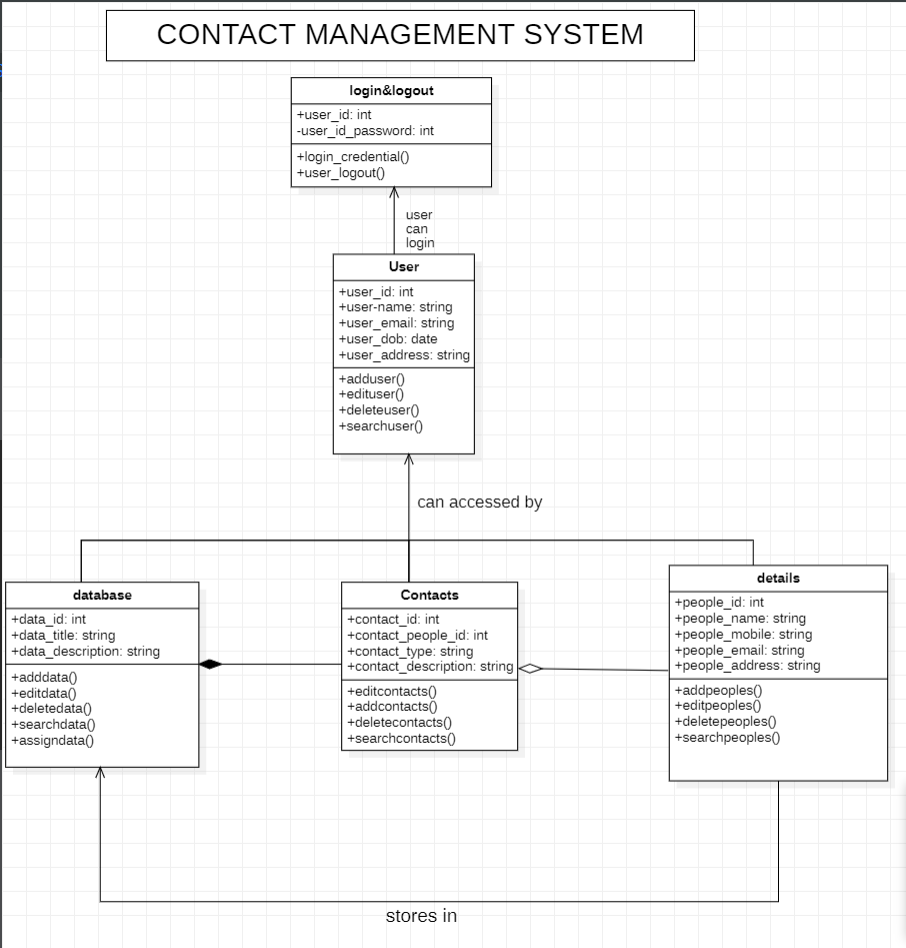 CONTACT MANAGEMENT SYSTEM
login&logout
+user_id: int
-user_id_password: int
+login_credential()
+user_logout()
user
can
login
User
+user_id: int
+user-name: string
+user_email: string
+user_dob: date
+user_address: string
+adduser()
+edituser()
+deleteuser()
+searchuser()
can accessed by
database
+data_id: int
+data_title: string
+data_description: string
+adddata()
+editdata()
+deletedata()
+searchdata()
+assigndata()
Contacts
+contact_id: int
+contact_people_id: int
+contact_type: string
+contact_description: string
+editcontacts()
+addcontacts()
+deletecontacts()
+searchcontacts()
details
+people_id: int
+people_name: string
+people_mobile: string
+people_email: string
+people_address: string
+addpeoples()
+editpeoples()
+deletepeoples()
+searchpeoples()
stores in